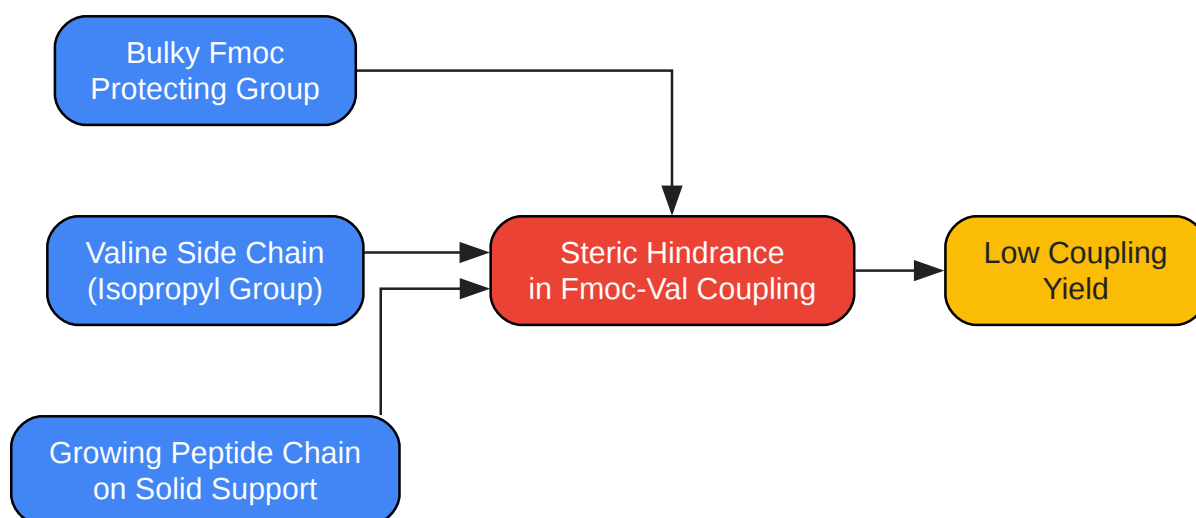 Bulky Fmoc
Protecting Group
Valine Side Chain
(Isopropyl Group)
Steric Hindrance
in Fmoc-Val Coupling
Low Coupling
Yield
Growing Peptide Chain
on Solid Support